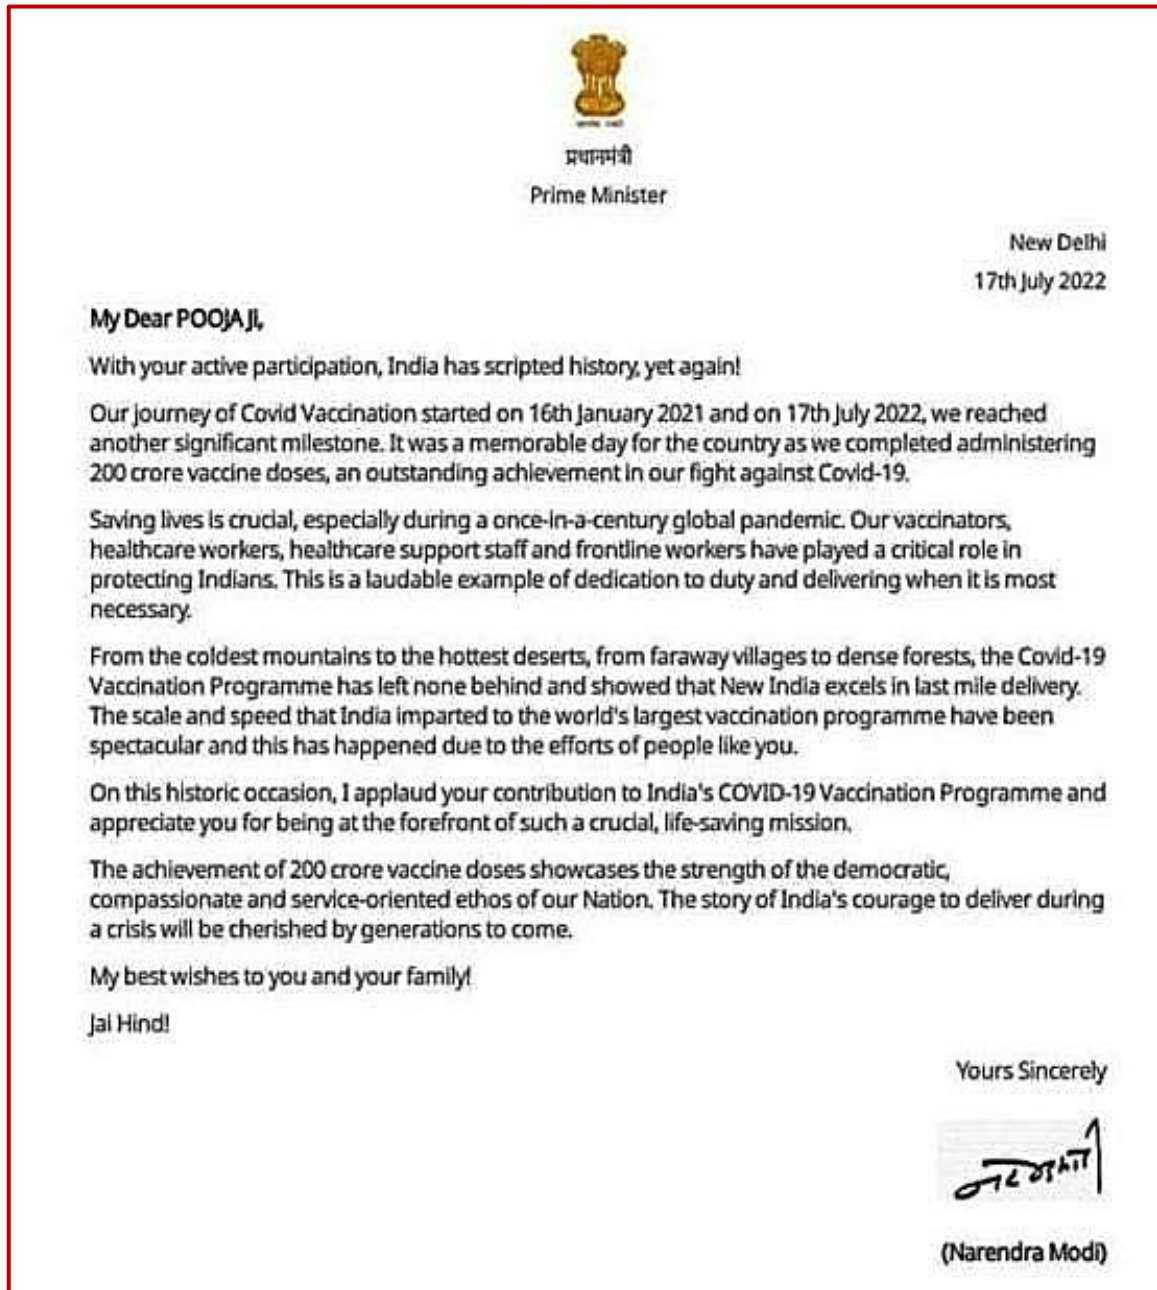 प्रधानमंत्री
Prime Minister
New Delhi
17th July 2022
My Dear POOJA Ji,
With your active participation, India has scripted history, yet again!
Our journey of Covid Vaccination started on 16th January 2021 and on 17th July 2022, we reached
another significant milestone. It was a memorable day for the country as we completed administering
200 crore vaccine doses, an outstanding achievement in our fight against Covid-19.
Saving lives is crucial, especially during a once-in-a-century global pandemic. Our vaccinators,
healthcare workers, healthcare support staff and frontline workers have played a critical role in
protecting Indians. This is a laudable example of dedication to duty and delivering when it is most
necessary.
From the coldest mountains to the hottest deserts, from faraway villages to dense forests, the Covid-19
Vaccination Programme has left none behind and showed that New India excels in last mile delivery.
The scale and speed that India imparted to the world's largest vaccination programme have been
spectacular and this has happened due to the efforts of people like you.
On this historic occasion, I applaud your contribution to India's COVID-19 Vaccination Programme and
appreciate you for being at the forefront of such a crucial, life-saving mission.
The achievement of 200 crore vaccine doses showcases the strength of the democratic,
compassionate and service-oriented ethos of our Nation. The story of India's courage to deliver during
a crisis will be cherished by generations to come.
My best wishes to you and your family!
Jai Hind!
Yours Sincerely
(Narendra Modi)